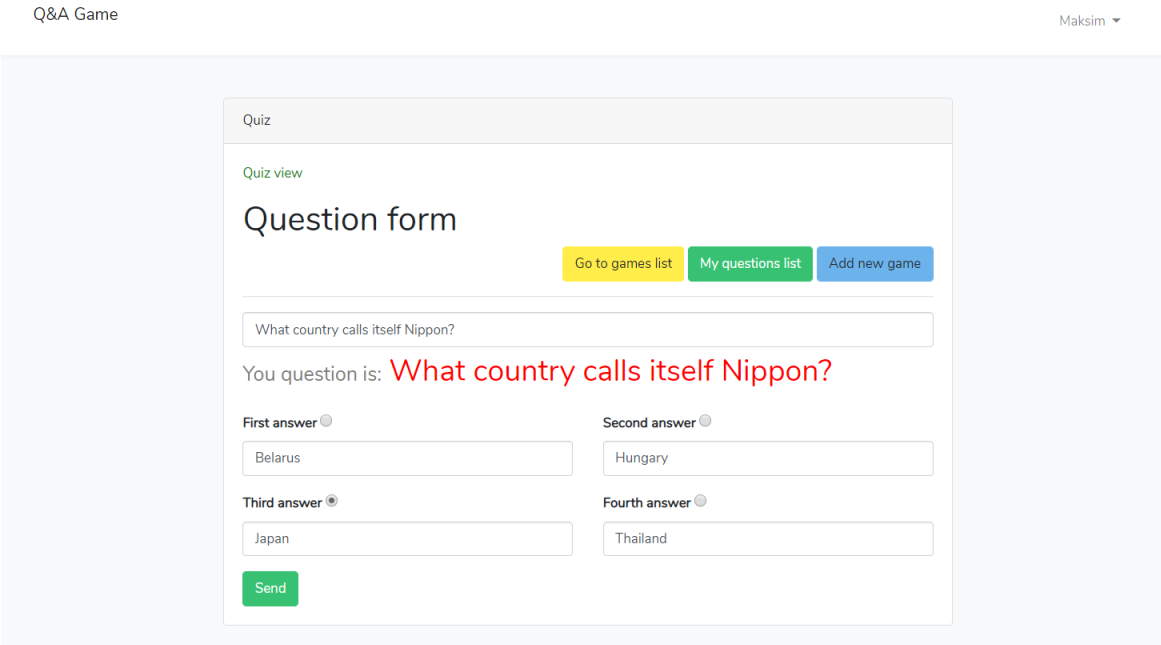 Q&A Game
Maksim
Quiz
Quiz view
Question form
Go to games list My questions list Add new game
What country calls itself Nippon?
You question is: What country calls itself Nippon?
First answer Second answer
Belarus Hungary
Third answer Fourth answer
Japan Thailand
Send